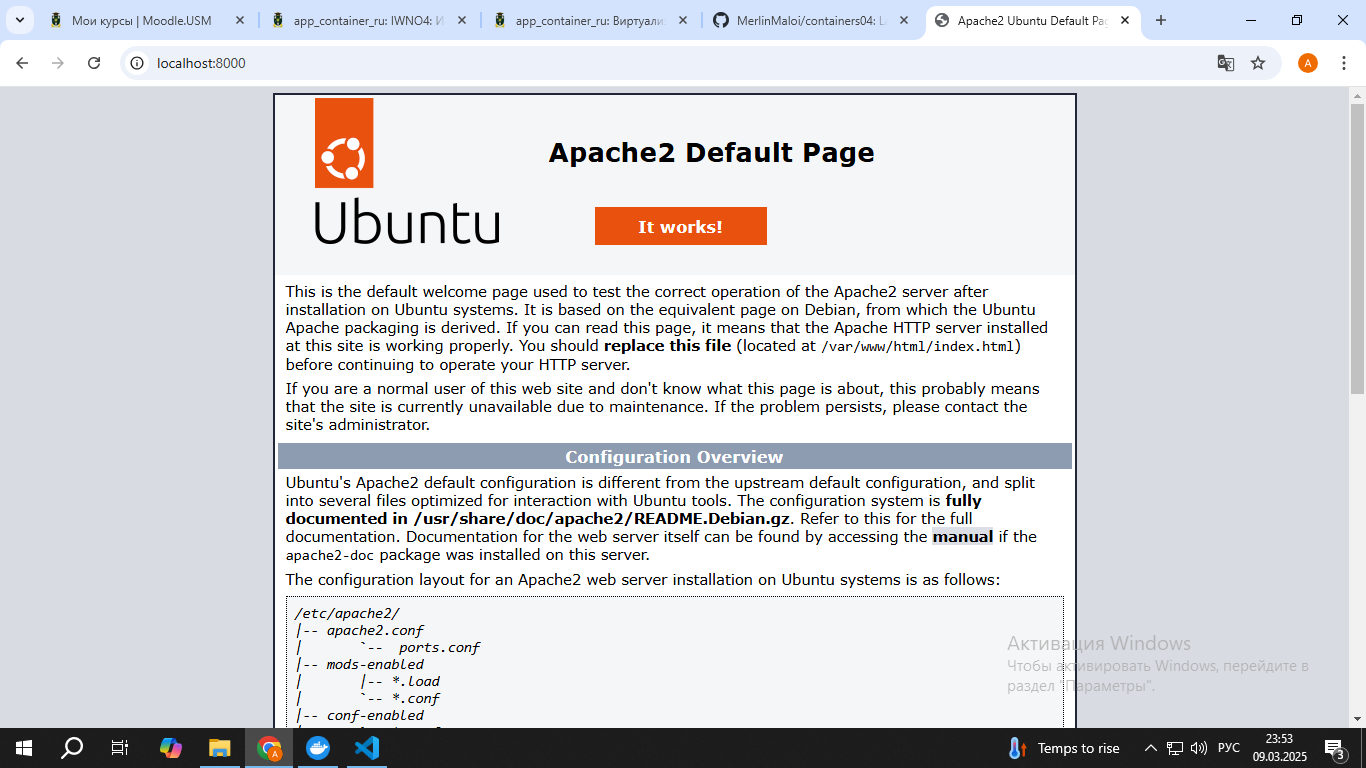 Мои курсы | Moodle.USM
app_container_ru: IWNO4: И
app_container_ru: Виртуали
MerlinMaloi/containers04: L
Apache2 Ubuntu Default Pag
localhost:8000
A
Apache2 Default Page
Ubuntu
It works!
This is the default welcome page used to test the correct operation of the Apache2 server after
installation on Ubuntu systems. It is based on the equivalent page on Debian, from which the Ubuntu
Apache packaging is derived. If you can read this page, it means that the Apache HTTP server installed
at this site is working properly. You should replace this file (located at /var/www/html/index.html)
before continuing to operate your HTTP server.
If you are a normal user of this web site and don't know what this page is about, this probably means
that the site is currently unavailable due to maintenance. If the problem persists, please contact the
site's administrator.
Configuration Overview
Ubuntu's Apache2 default configuration is different from the upstream default configuration, and split
into several files optimized for interaction with Ubuntu tools. The configuration system is fully
documented in /usr/share/doc/apache2/README.Debian.gz. Refer to this for the full
documentation. Documentation for the web server itself can be found by accessing the manual if the
apache2-doc package was installed on this server.
The configuration layout for an Apache2 web server installation on Ubuntu systems is as follows:
/etc/apache2/
|-- apache2.conf
|       `--  ports.conf
|-- mods-enabled
|       |-- *.load
|       `-- *.conf
|-- conf-enabled
Активация Windows
Чтобы активировать Windows, перейдите в
раздел "Параметры".
A
Temps to rise
РУС
23:53
09.03.2025
3